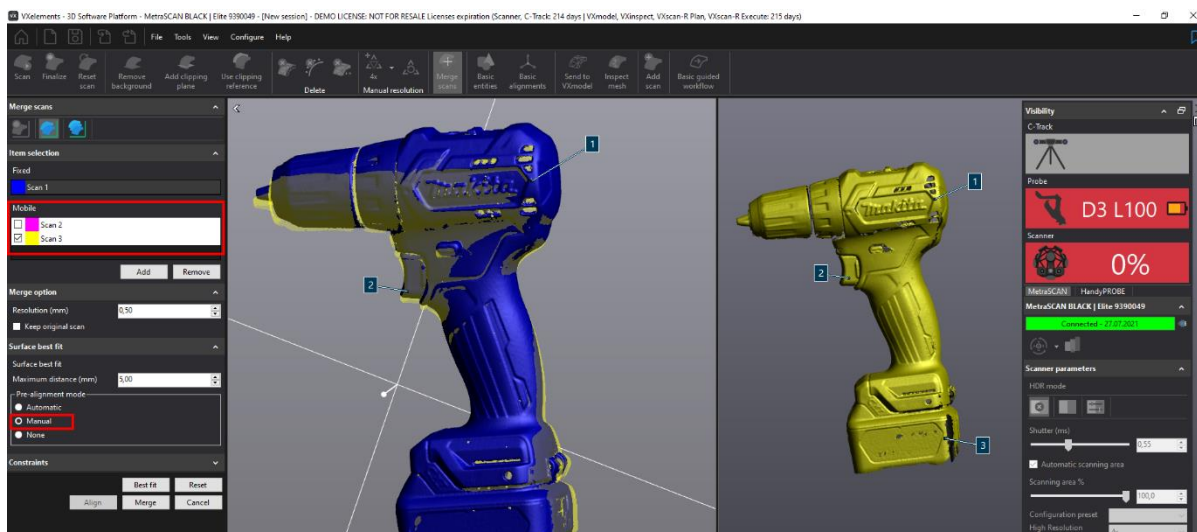 VXelements - 3D Software Platform - MetraSCAN BLACK | Elite 9390049 - [New session] - DEMO LICENSE: NOT FOR RESALE Licenses expiration (Scanner, C-Track: 214 days | VXmodel, VXinspect, VXscan-R Plan, VXscan-R Execute: 215 days)
File Tools View Configure Help
Scan
Finalize
Reset scan
Remove background
Add clipping plane
Use clipping reference
Delete
4x
Manual resolution
Merge scans
Basic entities
Basic alignments
Send to VXmodel
Inspect mesh
Add scan
Basic guided workflow
Merge scans
Item selection
Fixed
Scan 1
Mobile
Scan 2
Scan 3
Add Remove
Merge option
Resolution (mm) 0,50
Keep original scan
Surface best fit
Surface best fit
Maximum distance (mm) 5,00
Pre-alignment mode
Automatic
Manual
None
Constraints
Best fit Reset
Align Merge Cancel
1
2
makita
1
2
3
Visibility
C-Track
Probe
D3 L100
Scanner
0%
MetraSCAN HandyPROBE
MetraSCAN BLACK | Elite 9390049
Connected - 27.07.2021
Scanner parameters
HDR mode
Shutter (ms)
0,55
Automatic scanning area
Scanning area %
100,0
Configuration preset
High Resolution